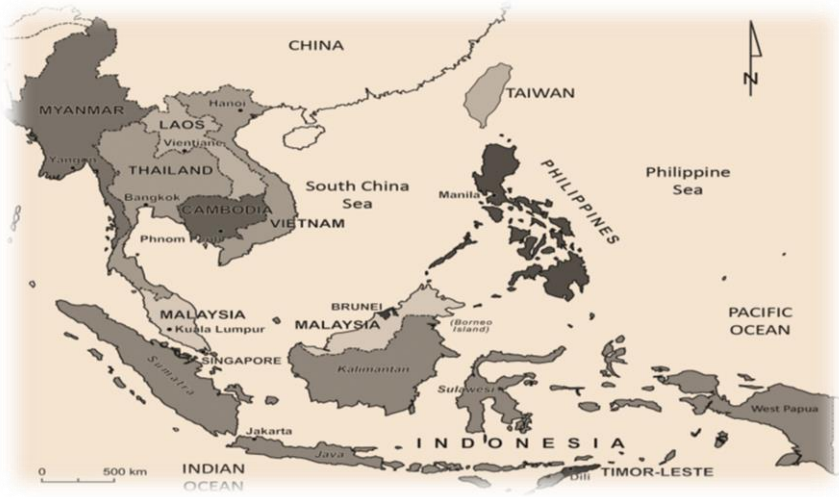 CHINA
N
TAIWAN
MYANMAR
Hanoi
LAOS
Vientiane
Yangon
THAILAND
South China
Sea
Philippine
Sea
Manila
PHILIPPINES
Bangkok
CAMBODIA
VIETNAM
Phnom Penh
BRUNEI
MALAYSIA
MALAYSIA
Kuala Lumpur
(Borneo
Island)
PACIFIC
OCEAN
SINGAPORE
Sumatra
Kalimantan
Sulawesi
West Papua
Jakarta
INDONESIA
Java
0
500 km
INDIAN
OCEAN
Dili
TIMOR-LESTE